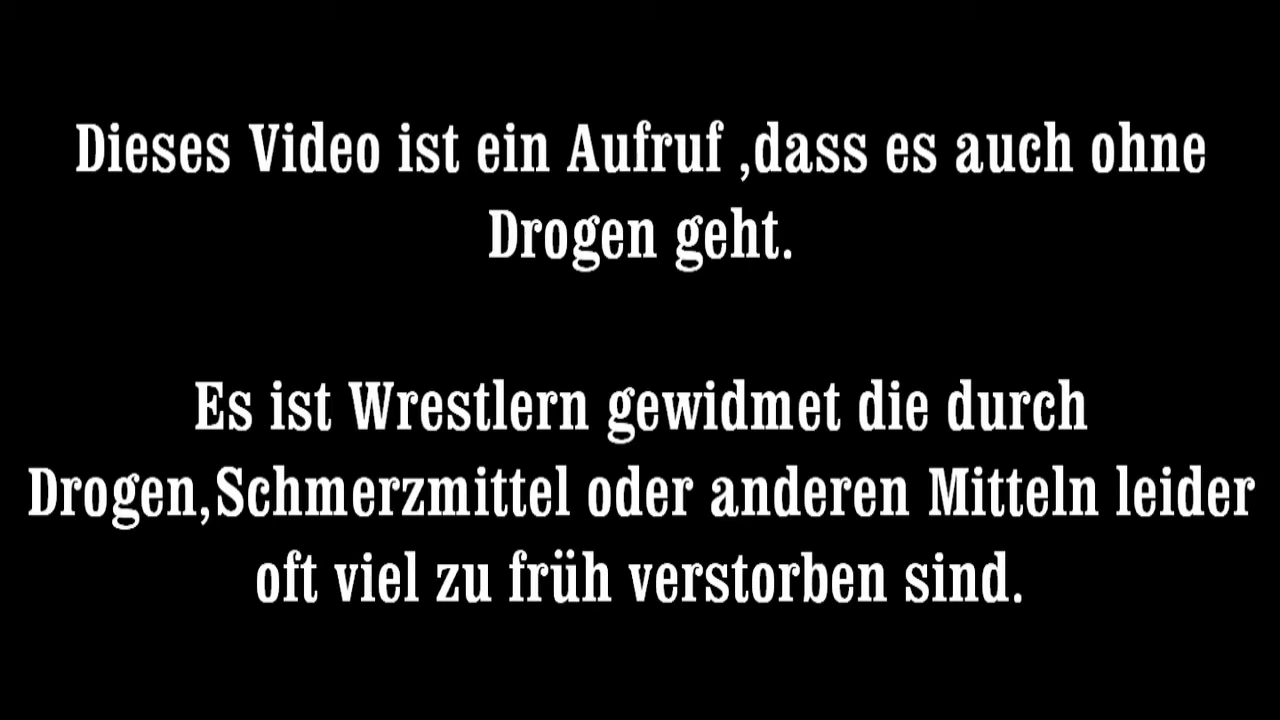 Dieses Video ist ein Aufruf ,dass es auch ohne
Drogen geht.
Es ist Wrestlern gewidmet die durch
Drogen,Schmerzmittel oder anderen Mitteln leider
oft viel zu früh verstorben sind.